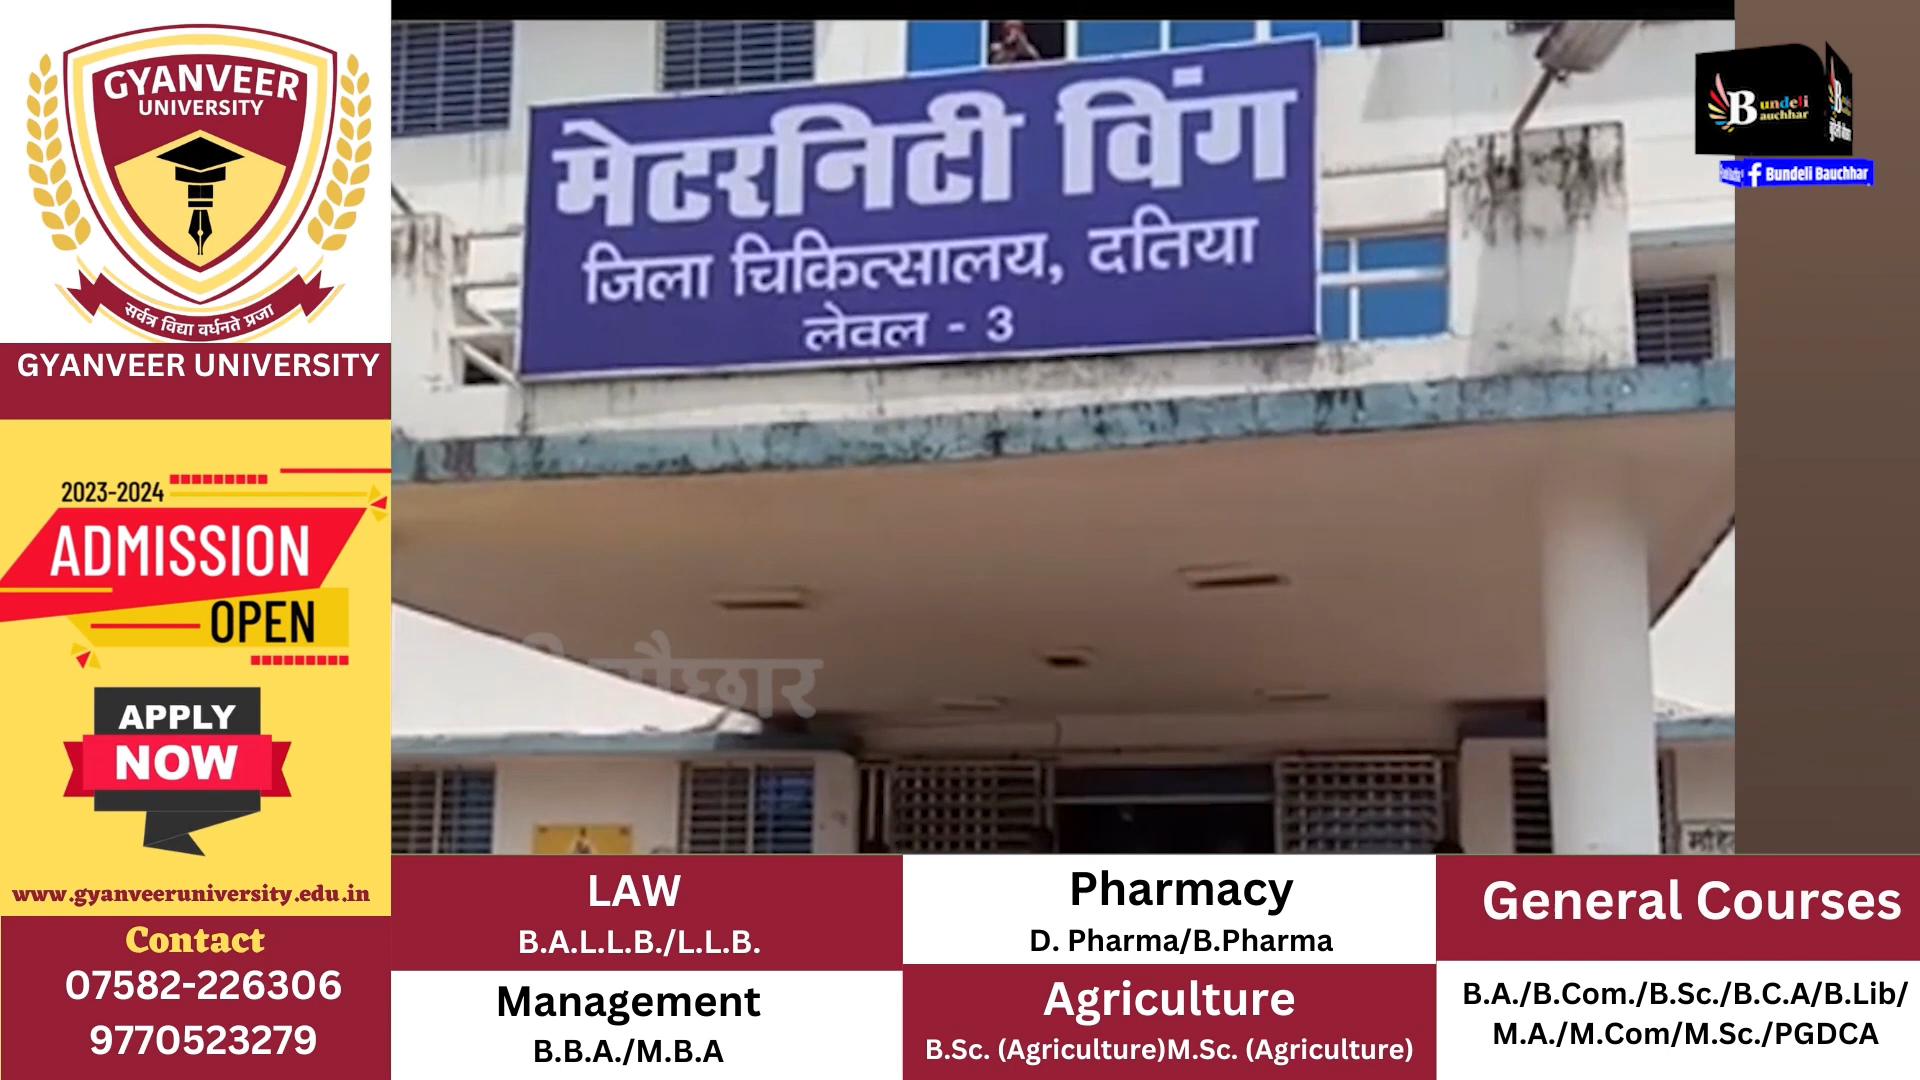 GYANVEER
UNIVERSITY
सर्वत्र विद्या वर्धनते प्रजा
GYANVEER UNIVERSITY
2023-2024
ADMISSION
OPEN
APPLY
NOW
www.gyanveeruniversity.edu.in
Contact
07582-226306
9770523279
मेटरनिटी विंग
जिला चिकित्सालय, दतिया
लेवल - 3
Bundeli
Bauchhar
f Bundeli Bauchhar
LAW
B.A.L.L.B./L.L.B.
Management
B.B.A./M.B.A
Pharmacy
D. Pharma/B.Pharma
Agriculture
B.Sc. (Agriculture)M.Sc. (Agriculture)
General Courses
B.A./B.Com./B.Sc./B.C.A/B.Lib/
M.A./M.Com/M.Sc./PGDCA